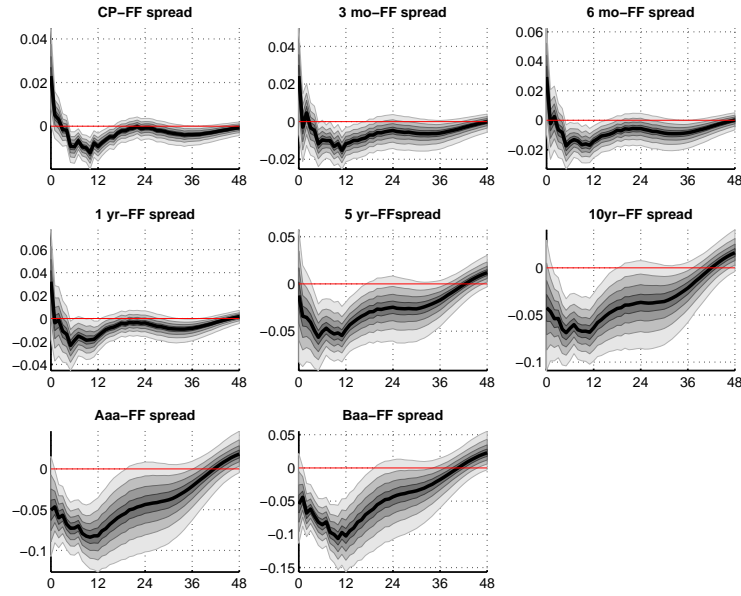 CP−FF spread
3 mo−FF spread
6 mo−FF spread
0.04
0.02
0
0.04
0.02
0
−0.02
0.06
0.04
0.02
0
−0.02
0 12 24 36 48
0 12 24 36 48
0 12 24 36 48
1 yr−FF spread
5 yr−FFspread
10yr−FF spread
0.06
0.04
0.02
0
−0.02
−0.04
0.05
0
−0.05
0
−0.05
−0.1
0 12 24 36 48
0 12 24 36 48
0 12 24 36 48
Aaa−FF spread
Baa−FF spread
0
−0.05
−0.1
0.05
0
−0.05
−0.1
−0.15
0 12 24 36 48
0 12 24 36 48